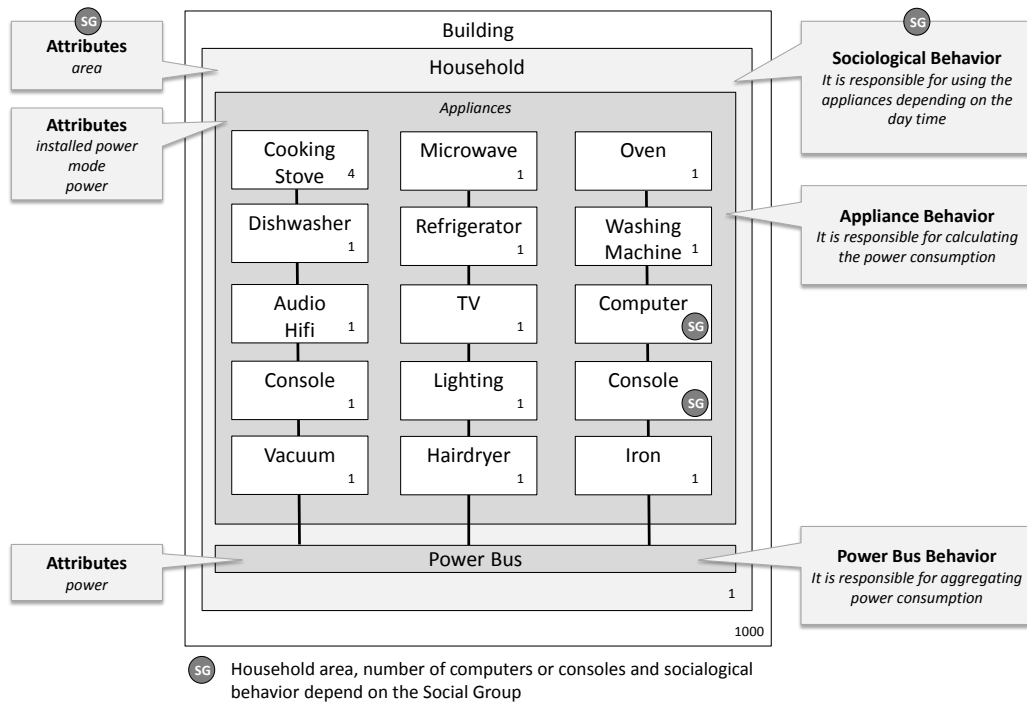 SG
Attributes
area
Attributes
installed power
mode
power
Building
Household
Appliances
Cooking
Stove 4
Microwave
1
Oven
1
Dishwasher
1
Refrigerator
1
Washing
Machine 1
Audio
Hifi 1
TV
1
Computer
SG
Console
1
Lighting
1
Console
SG
Vacuum
1
Hairdryer
1
Iron
1
Power Bus
1
1000
Attributes
power
SG
Sociological Behavior
It is responsible for using the
appliances depending on the
day time
Appliance Behavior
It is responsible for calculating
the power consumption
Power Bus Behavior
It is responsible for aggregating
power consumption
SG Household area, number of computers or consoles and socialogical
behavior depend on the Social Group